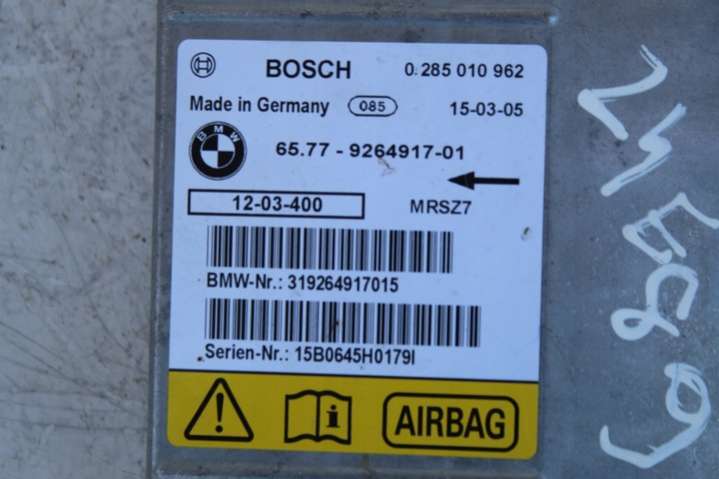 BOSCH 0 285 010 962
Made in Germany 085 15-03-05
BMW 65.77 - 9264917-01
12-03-400 MRSZ7
BMW-Nr.: 319264917015
Serien-Nr.: 15B0645H0179I
AIRBAG